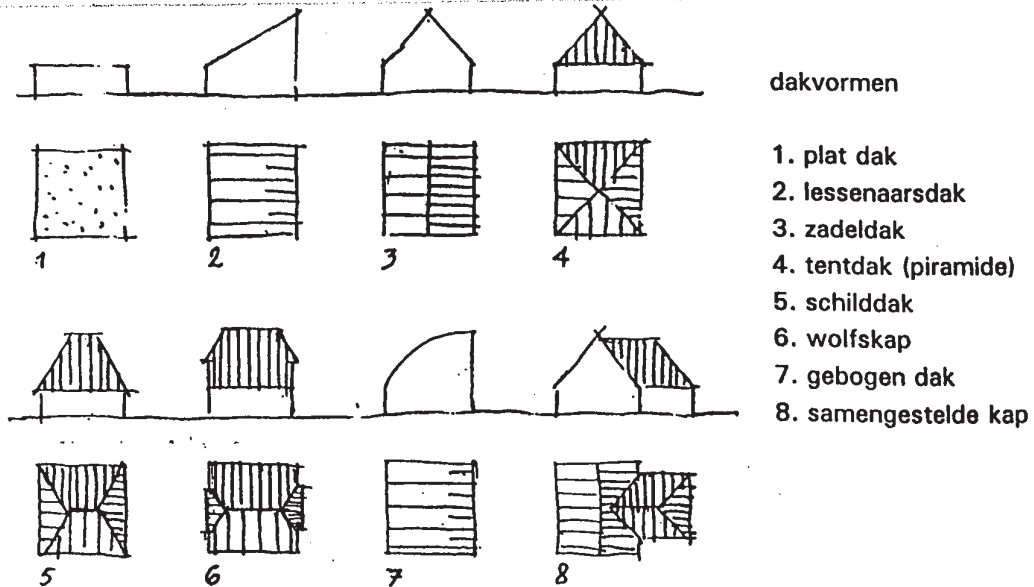 dakvormen
1. plat dak
2. lessenaarsdak
3. zadeldak
4. tentdak (piramide)
5. schilddak
6. wolfskap
7. gebogen dak
8. samengestelde kap
1 2 3 4
5 6 7 8